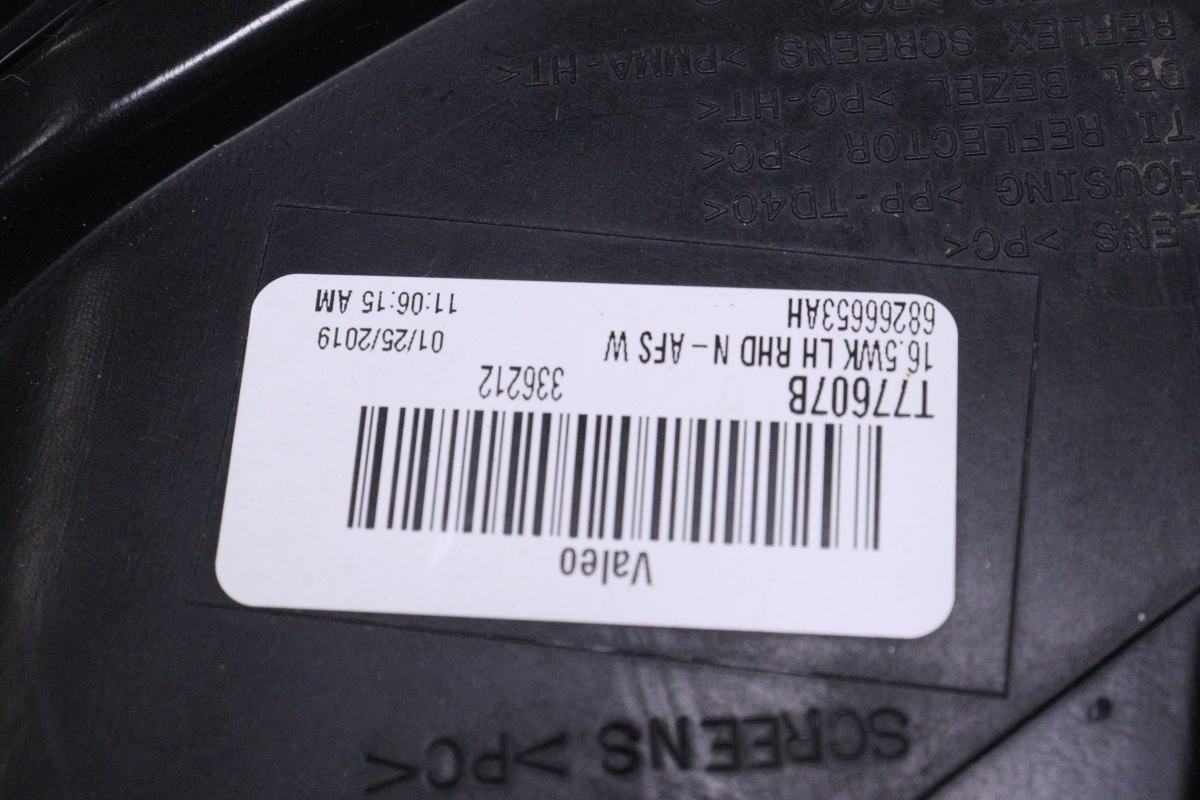 SCREENS >PC<
Valeo
T77607B 336212
16.5WK LH RHD N - AFS W 01/25/2019
68266653AH 11:06:15 AM
ENS >PC<
HOUSING >PP-TD40<
TI REFLECTOR >PC<
DBL BEZEL >PC-HT<
REFLEX SCREENS >PMMA-HT<
>PC<